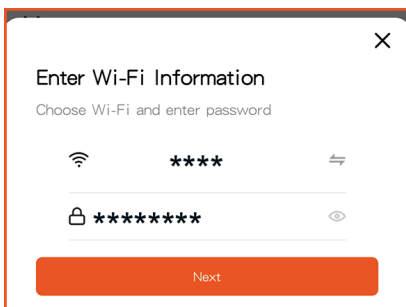 Enter Wi-Fi Information
Choose Wi-Fi and enter password
****
********
Next